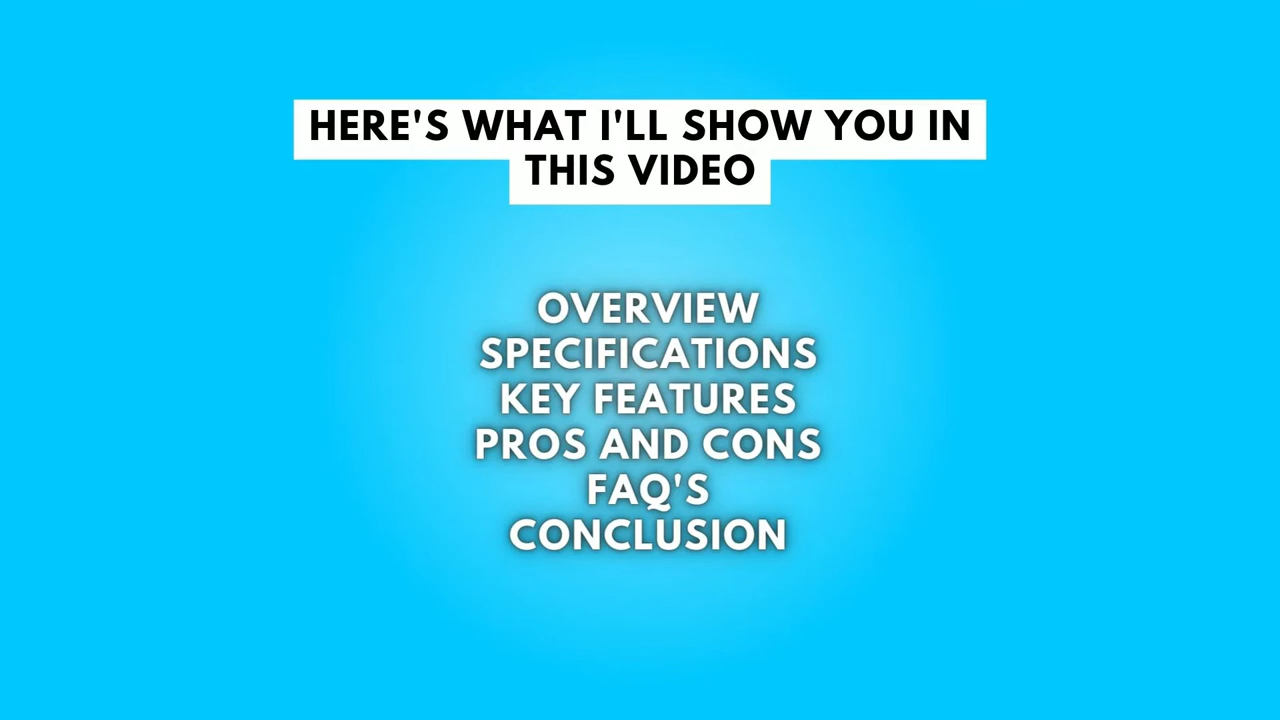 HERE'S WHAT I'LL SHOW YOU IN
THIS VIDEO
OVERVIEW
SPECIFICATIONS
KEY FEATURES
PROS AND CONS
FAQ'S
CONCLUSION